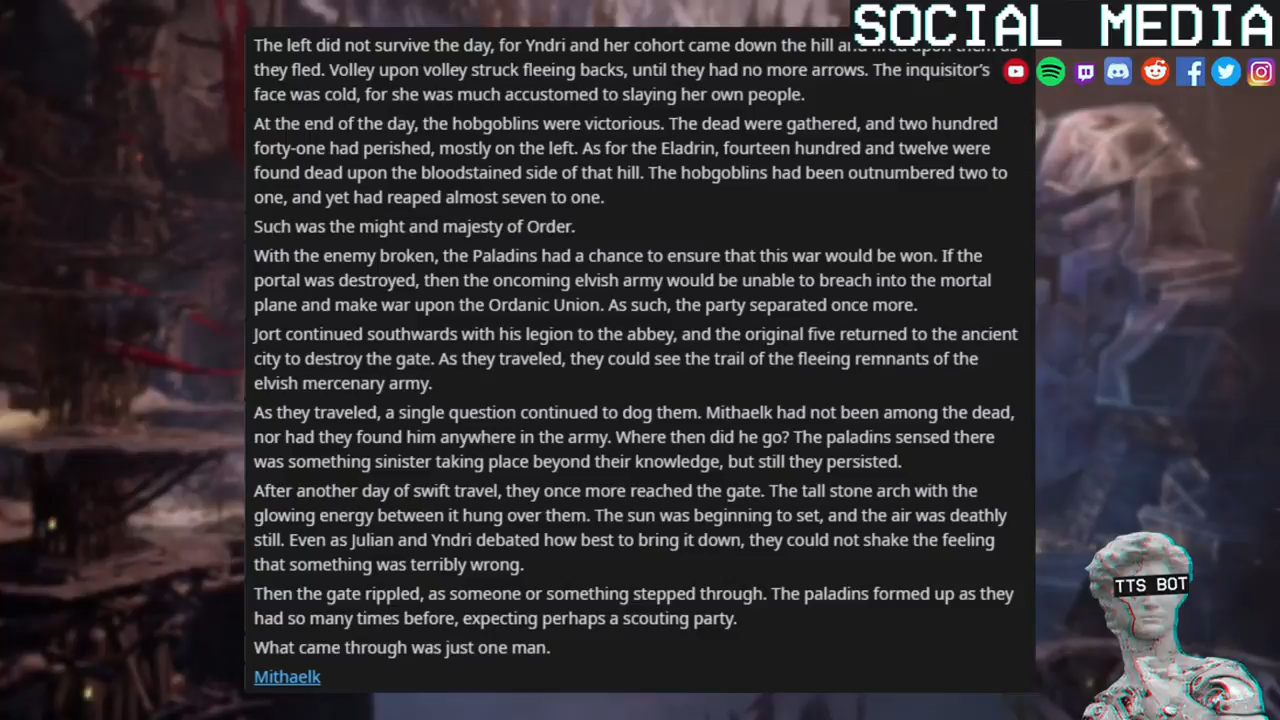 SOCIAL MEDIA
The left did not survive the day, for Yndri and her cohort came down the hill and fired upon them as
they fled. Volley upon volley struck fleeing backs, until they had no more arrows. The inquisitor's
face was cold, for she was much accustomed to slaying her own people.
At the end of the day, the hobgoblins were victorious. The dead were gathered, and two hundred
forty-one had perished, mostly on the left. As for the Eladrin, fourteen hundred and twelve were
found dead upon the bloodstained side of that hill. The hobgoblins had been outnumbered two to
one, and yet had reaped almost seven to one.
Such was the might and majesty of Order.
With the enemy broken, the Paladins had a chance to ensure that this war would be won. If the
portal was destroyed, then the oncoming elvish army would be unable to breach into the mortal
plane and make war upon the Ordanic Union. As such, the party separated once more.
Jort continued southwards with his legion to the abbey, and the original five returned to the ancient
city to destroy the gate. As they traveled, they could see the trail of the fleeing remnants of the
elvish mercenary army.
As they traveled, a single question continued to dog them. Mithaelk had not been among the dead,
nor had they found him anywhere in the army. Where then did he go? The paladins sensed there
was something sinister taking place beyond their knowledge, but still they persisted.
After another day of swift travel, they once more reached the gate. The tall stone arch with the
glowing energy between it hung over them. The sun was beginning to set, and the air was deathly
still. Even as Julian and Yndri debated how best to bring it down, they could not shake the feeling
that something was terribly wrong.
Then the gate rippled, as someone or something stepped through. The paladins formed up as they
had so many times before, expecting perhaps a scouting party.
What came through was just one man.
Mithaelk
TTS BOT